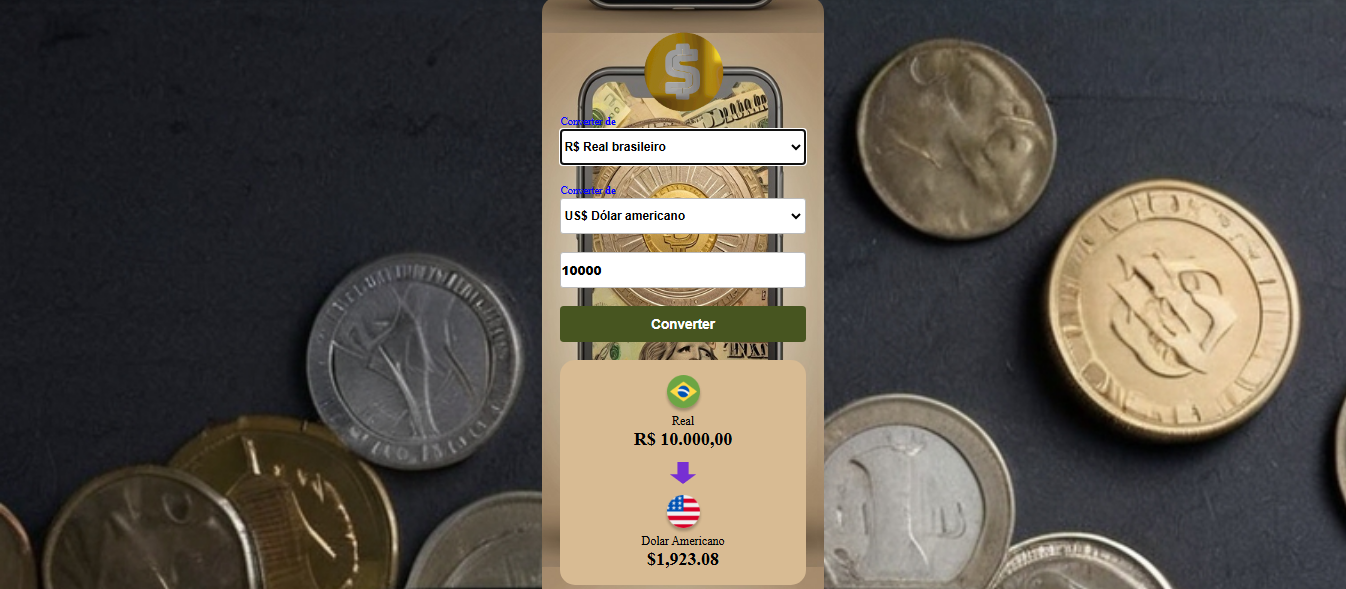 $
Converter de
R$ Real brasileiro
Converter de
US$ Dólar americano
10000
Converter
Real
R$ 10.000,00
Dolar Americano
$1,923.08